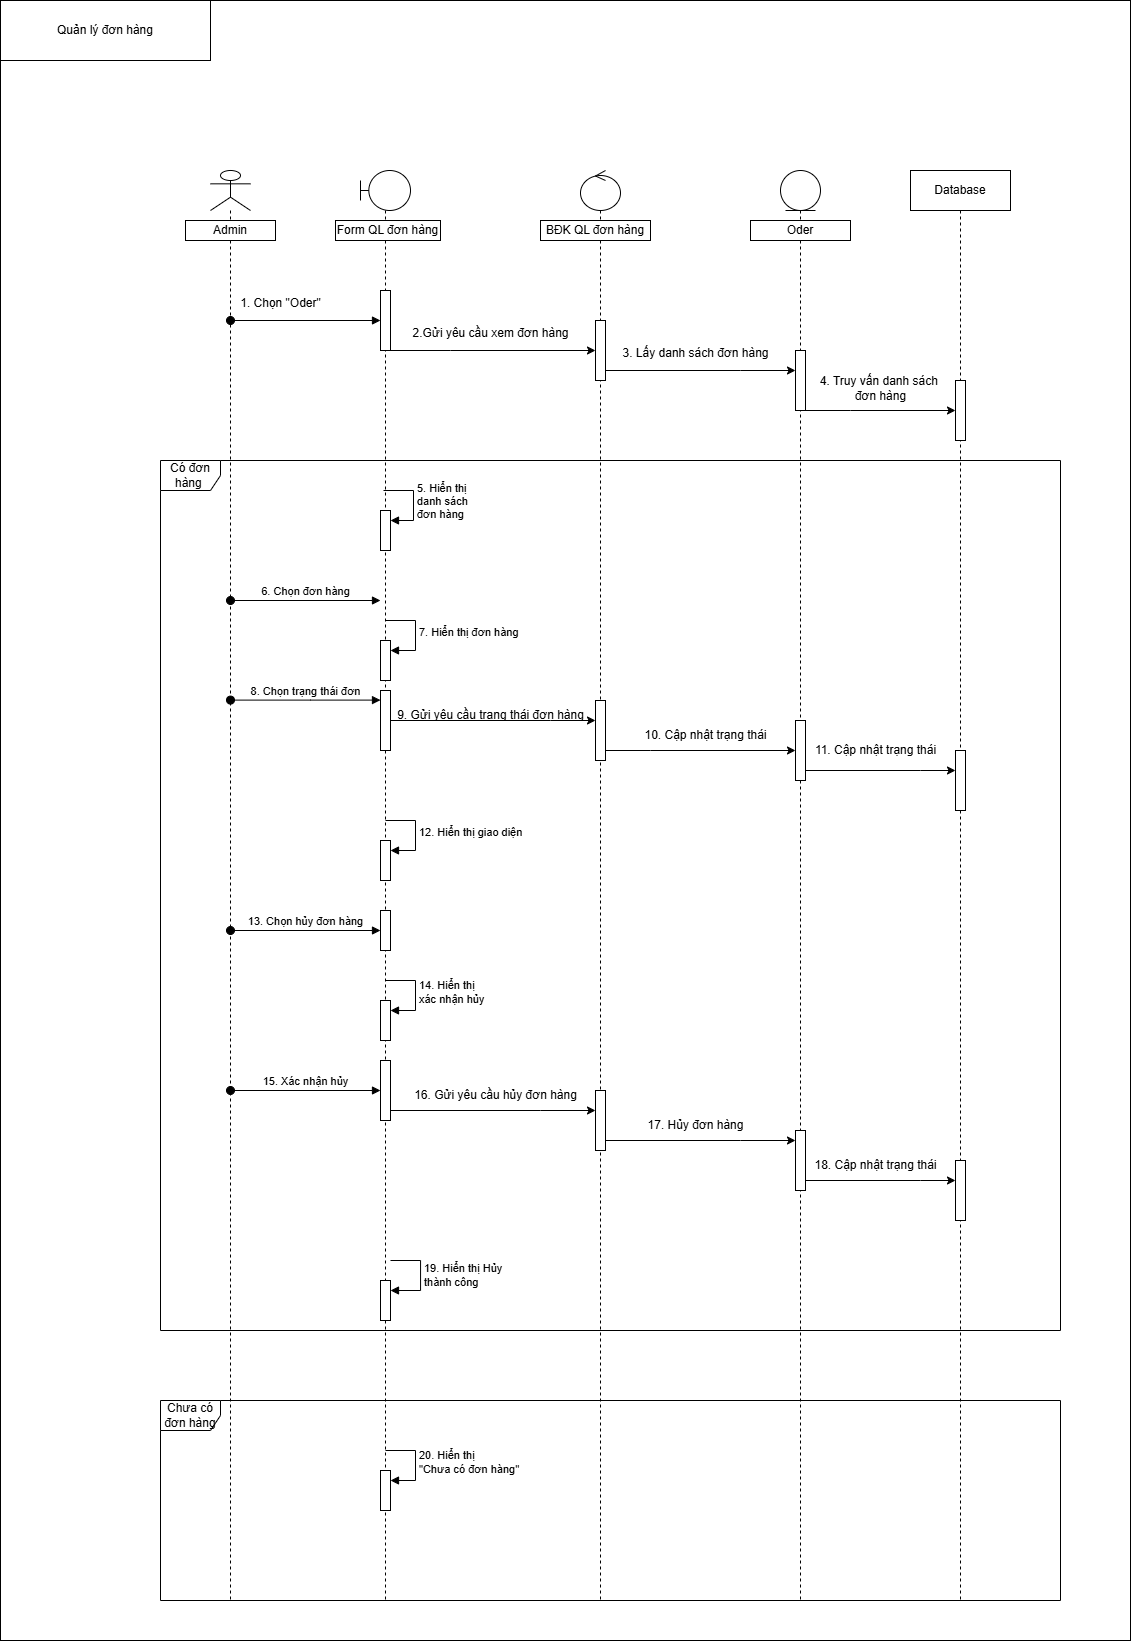 Quản lý đơn hàng
Database
Admin
Form QL đơn hàng
BĐK QL đơn hàng
Oder
1. Chọn "Oder"
2.Gửi yêu cầu xem đơn hàng
3. Lấy danh sách đơn hàng
4. Truy vấn danh sách
đơn hàng
Có đơn
hàng
5. Hiển thị
danh sách
đơn hàng
6. Chọn đơn hàng
7. Hiển thị đơn hàng
8. Chọn trạng thái đơn
9. Gửi yêu cầu trang thái đơn hàng
10. Cập nhật trạng thái
11. Cập nhật trạng thái
12. Hiển thị giao diện
13. Chọn hủy đơn hàng
14. Hiển thị
xác nhận hủy
15. Xác nhận hủy
16. Gửi yêu cầu hủy đơn hàng
17. Hủy đơn hàng
18. Cập nhật trạng thái
19. Hiển thị Hủy
thành công
Chưa có
đơn hàng
20. Hiển thị
"Chưa có đơn hàng"